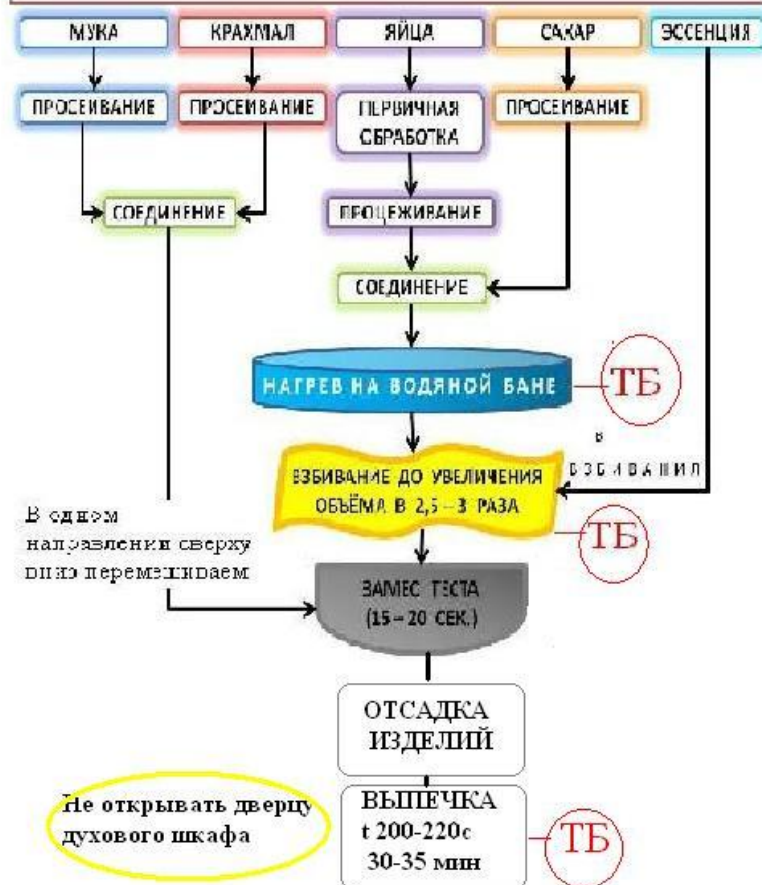 МУКА
КРАХМАЛ
ЯЙЦА
САХАР
ЭССЕНЦИЯ
ПРОСЕИВАНИЕ
ПРОСЕИВАНИЕ
ПЕРВИЧНАЯ
ОБРАБОТКА
ПРОСЕИВАНИЕ
СОЕДИНЕНИЕ
ПРОЦЕЖИВАНИЕ
СОЕДИНЕНИЕ
НАГРЕВ НА ВОДЯНОЙ БАНЕ
ТБ
В
ВЗБИВАНИЕ ДО УВЕЛИЧЕНИЯ
ОБЪЁМА В 2,5 – 3 РАЗА
ТБ
В одном
направлении сверху
вниз перемешиваем
ЗАМЕС ТЕСТА
(15 – 20 СЕК.)
ОТСАДКА
ИЗДЕЛИЙ
Не открывать дверцу
духового шкафа
ВЫПЕЧКА
t 200-220с
30-35 мин
ТБ